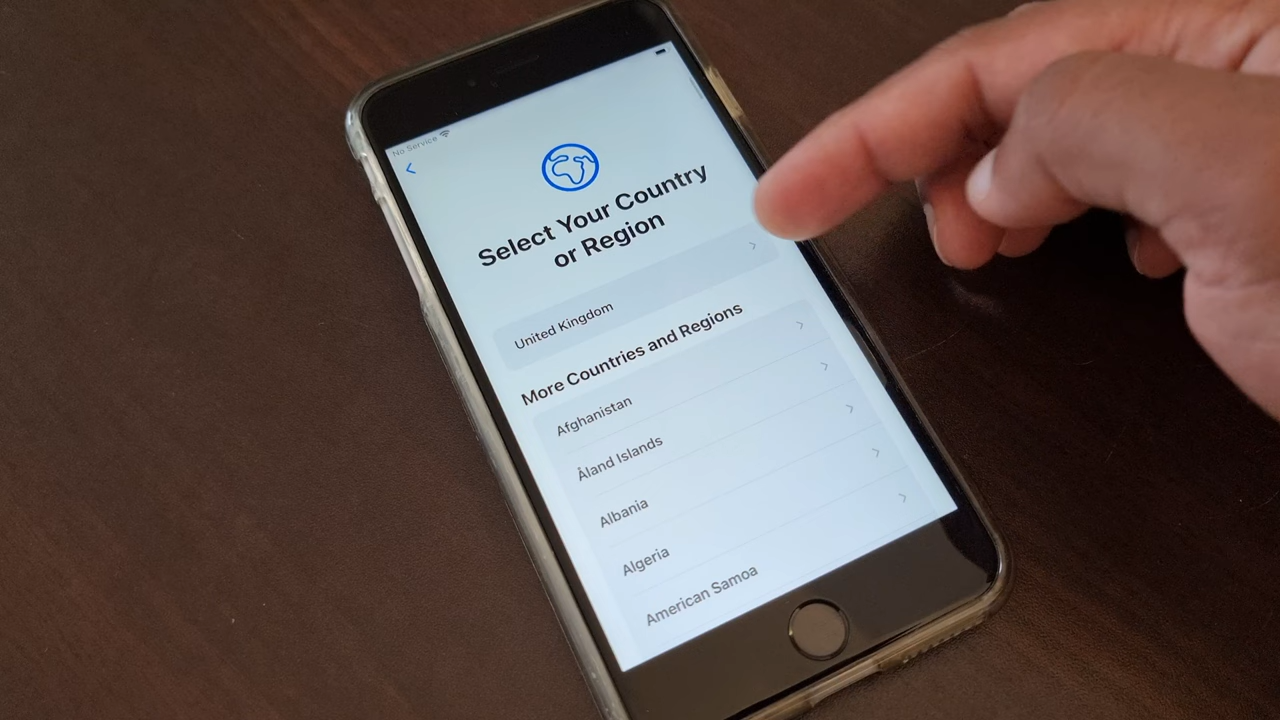 No Service
Select Your Country
or Region
United Kingdom
More Countries and Regions
Afghanistan
Åland Islands
Albania
Algeria
American Samoa